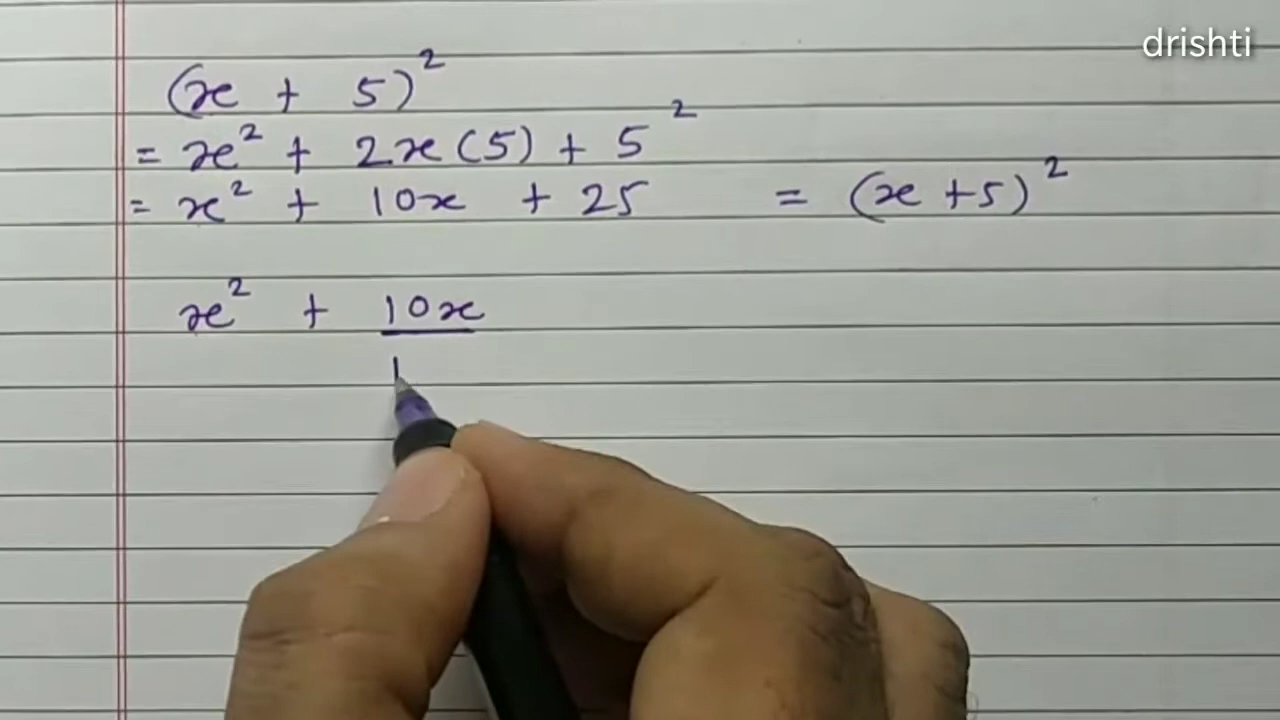 drishti
(x + 5)²
= x² + 2x(5) + 5²
= x² + 10x + 25 = (x+5)²
x² + 10x